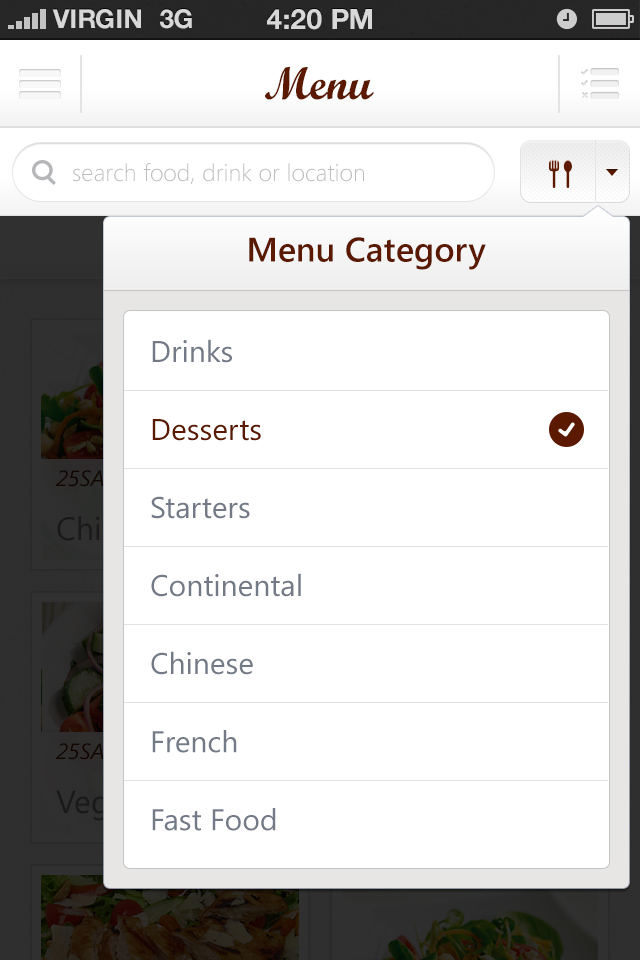 VIRGIN 3G 4:20 PM
Menu
search food, drink or location
Menu Category
Drinks
Desserts
Starters
Continental
Chinese
French
Fast Food
25SA
Chi
25SA
Veg